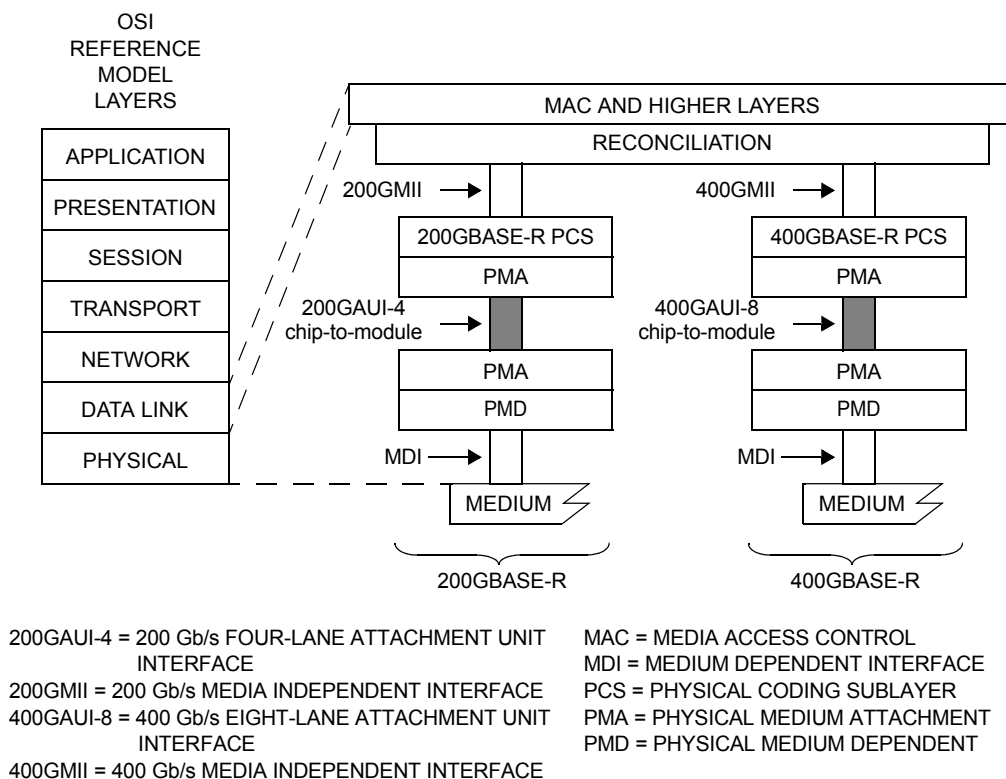 OSI
REFERENCE
MODEL
LAYERS
APPLICATION
PRESENTATION
SESSION
TRANSPORT
NETWORK
DATA LINK
PHYSICAL
MAC AND HIGHER LAYERS
RECONCILIATION
200GMII
200GBASE-R PCS
PMA
200GAUI-4
chip-to-module
PMA
PMD
MDI
MEDIUM
200GBASE-R
400GMII
400GBASE-R PCS
PMA
400GAUI-8
chip-to-module
PMA
PMD
MDI
MEDIUM
400GBASE-R
200GAUI-4 = 200 Gb/s FOUR-LANE ATTACHMENT UNIT
INTERFACE
200GMII = 200 Gb/s MEDIA INDEPENDENT INTERFACE
400GAUI-8 = 400 Gb/s EIGHT-LANE ATTACHMENT UNIT
INTERFACE
400GMII = 400 Gb/s MEDIA INDEPENDENT INTERFACE
MAC = MEDIA ACCESS CONTROL
MDI = MEDIUM DEPENDENT INTERFACE
PCS = PHYSICAL CODING SUBLAYER
PMA = PHYSICAL MEDIUM ATTACHMENT
PMD = PHYSICAL MEDIUM DEPENDENT